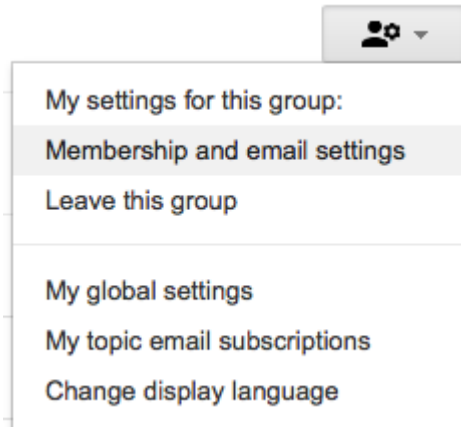 My settings for this group:
Membership and email settings
Leave this group
My global settings
My topic email subscriptions
Change display language